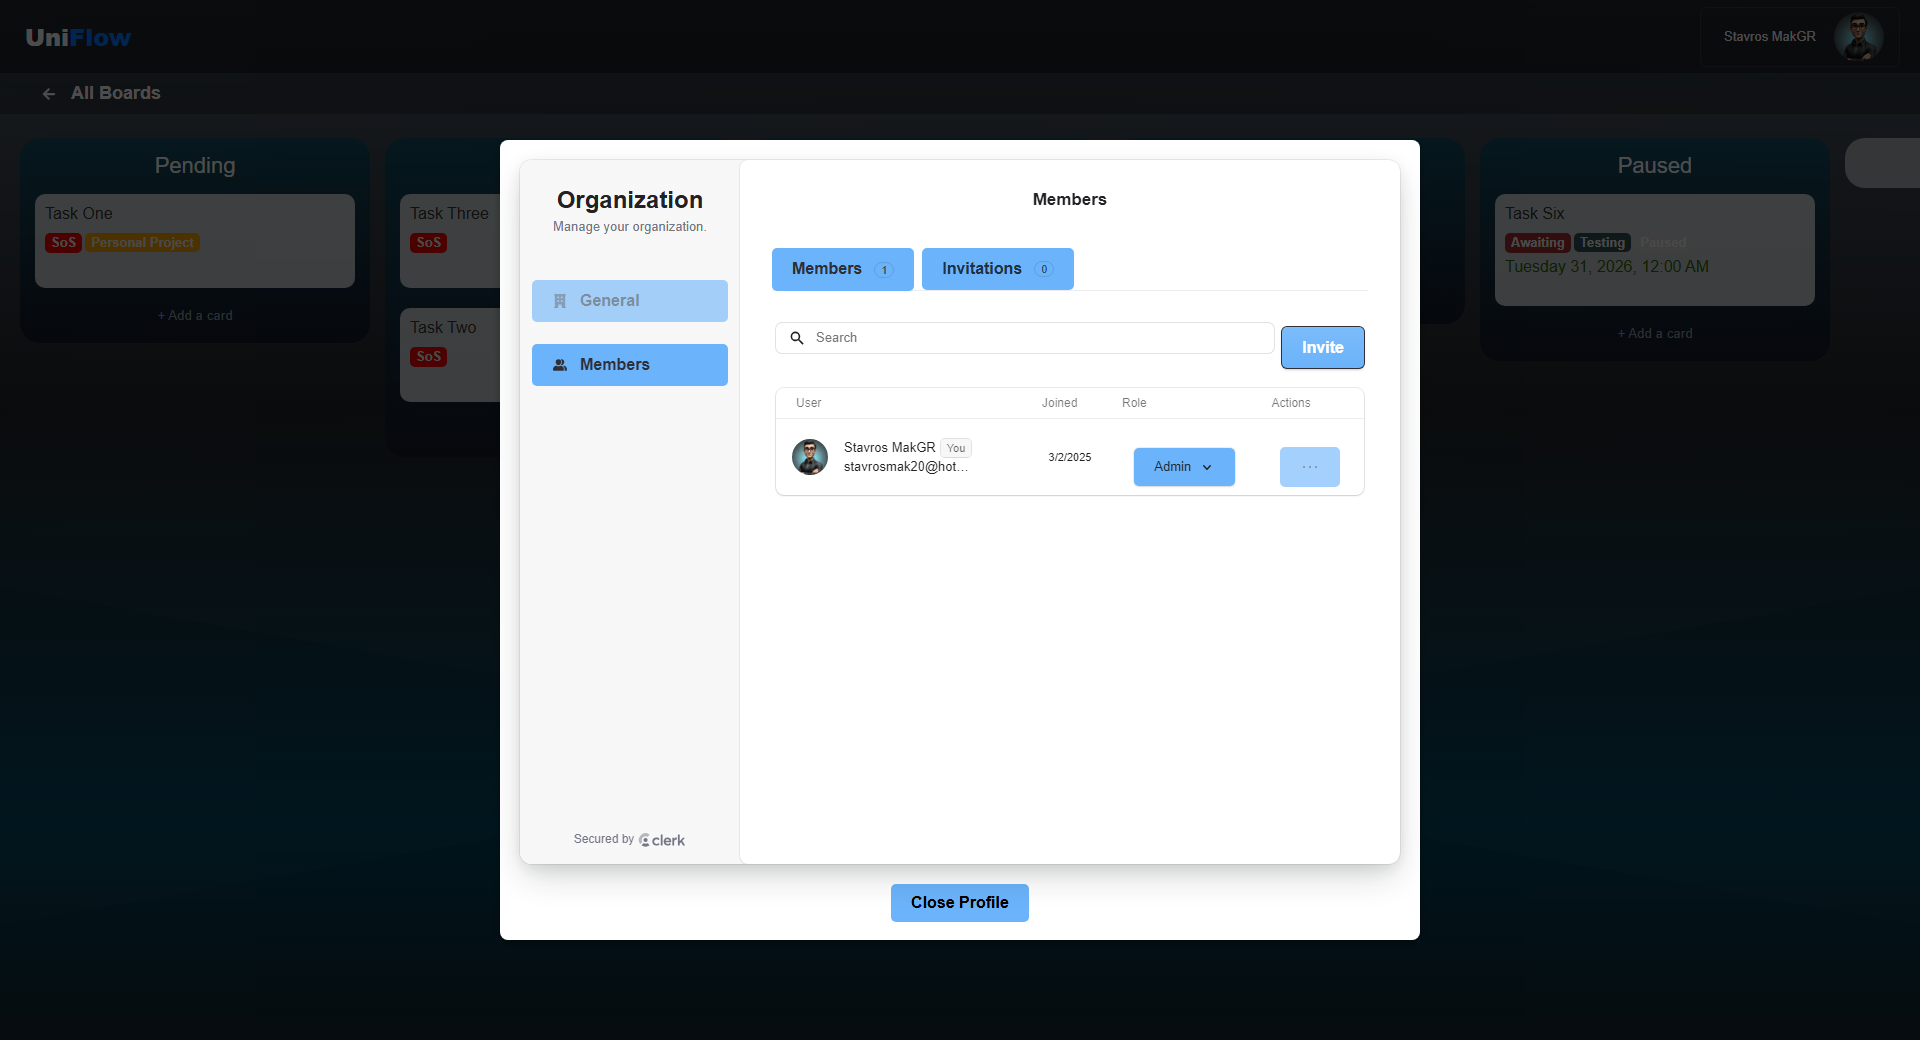 UniFlow
Stavros MakGR
All Boards
Pending
Task One
SoS Personal Project
+ Add a card
Task Three
SoS
Task Two
SoS
Paused
Task Six
Awaiting Testing Paused
Tuesday 31, 2026, 12:00 AM
+ Add a card
Organization
Manage your organization.
General
Members
Secured by clerk
Members
Members 1 Invitations 0
Search
Invite
User Joined Role Actions
Stavros MakGR You
stavrosmak20@hot…
3/2/2025
Admin
...
Close Profile